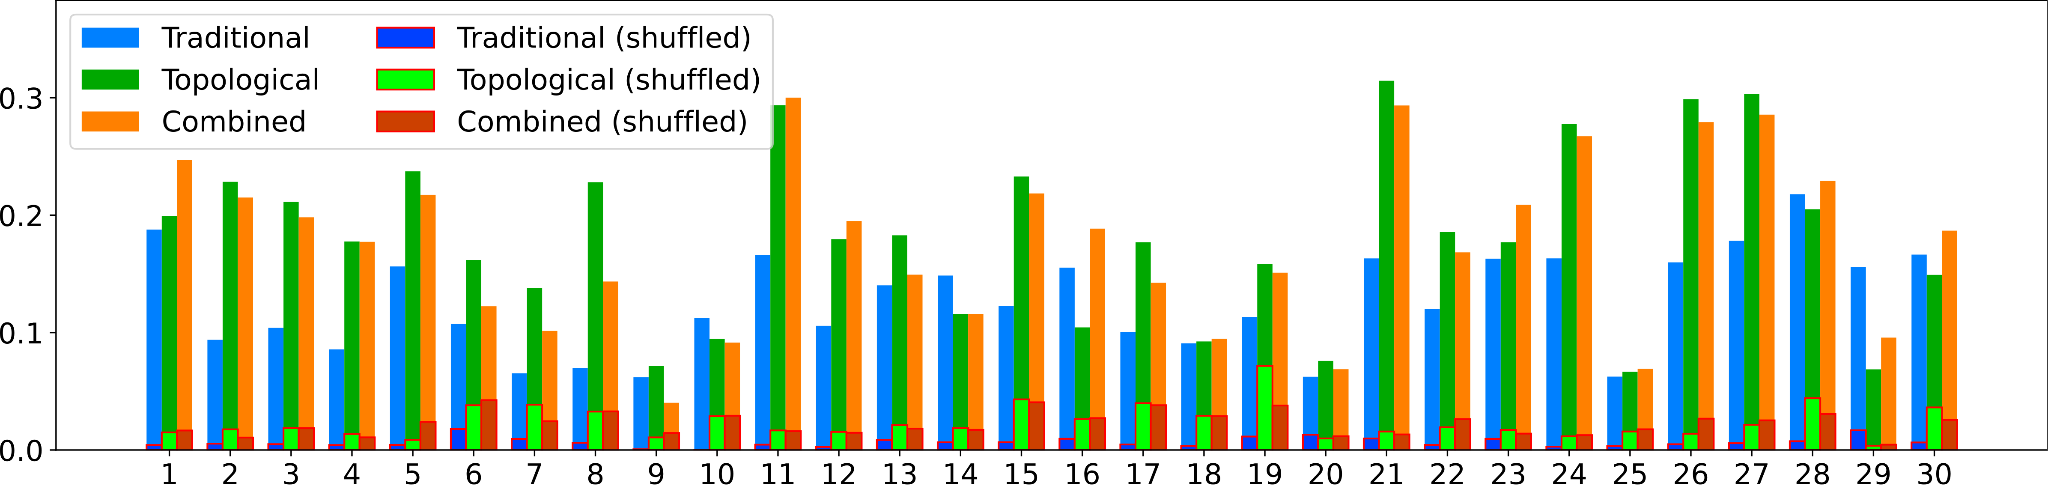 Traditional
Topological
Combined
Traditional (shuffled)
Topological (shuffled)
Combined (shuffled)
0.3
0.2
0.1
0.0
1 2 3 4 5 6 7 8 9 10 11 12 13 14 15 16 17 18 19 20 21 22 23 24 25 26 27 28 29 30